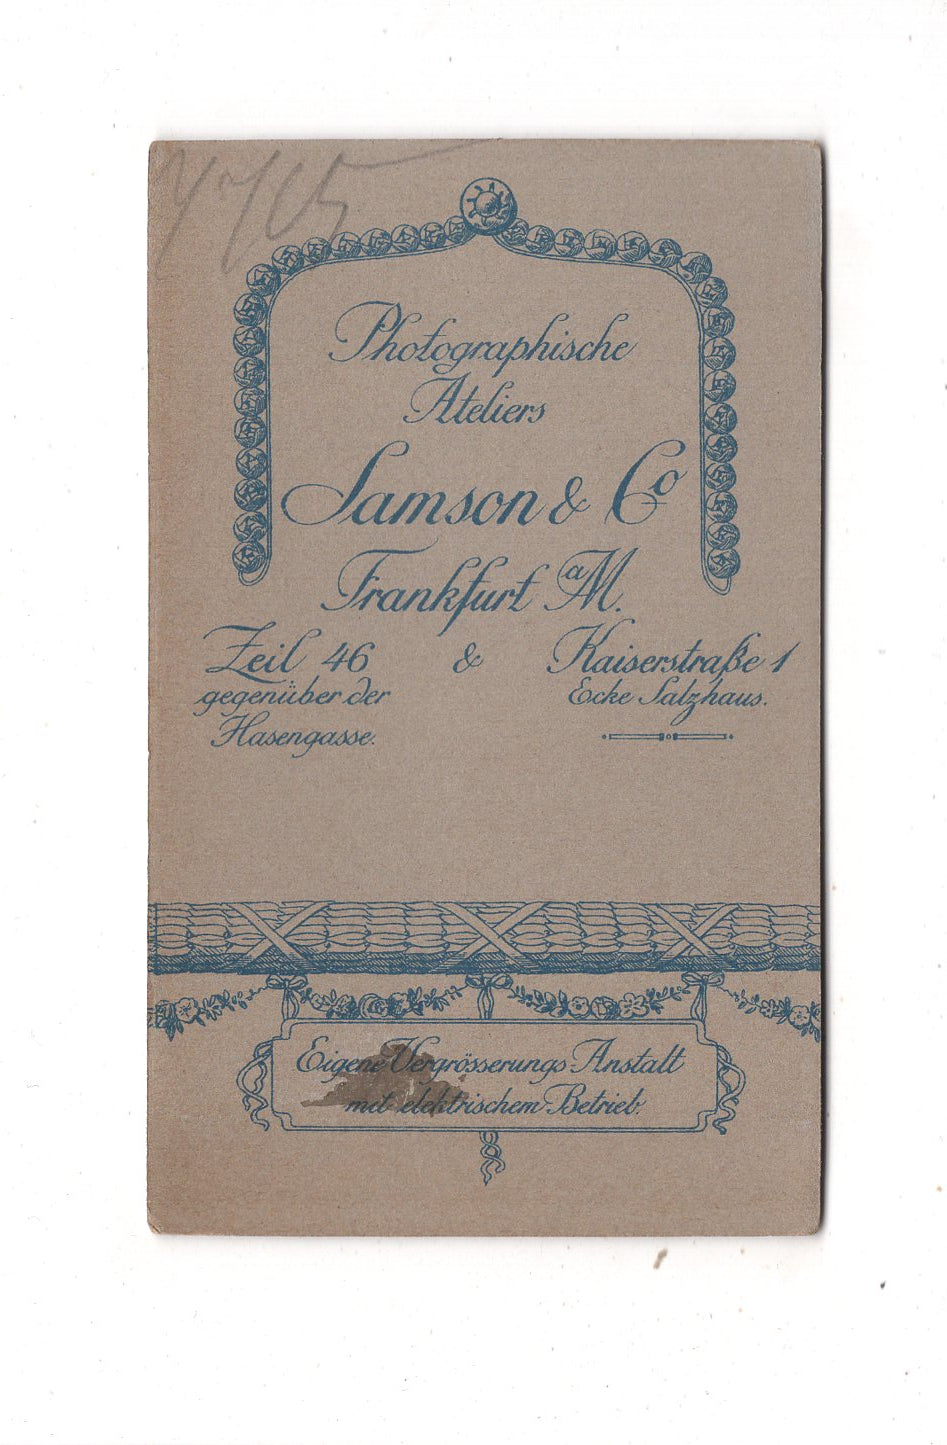 Photographische
Ateliers
Samson & Co
Frankfurt a/M.
Zeil 46 & Kaiserstraße 1
gegenüber der Ecke Salzhaus.
Hasengasse.
Eigene Vergrösserungs-Anstalt
mit elektrischem Betrieb.